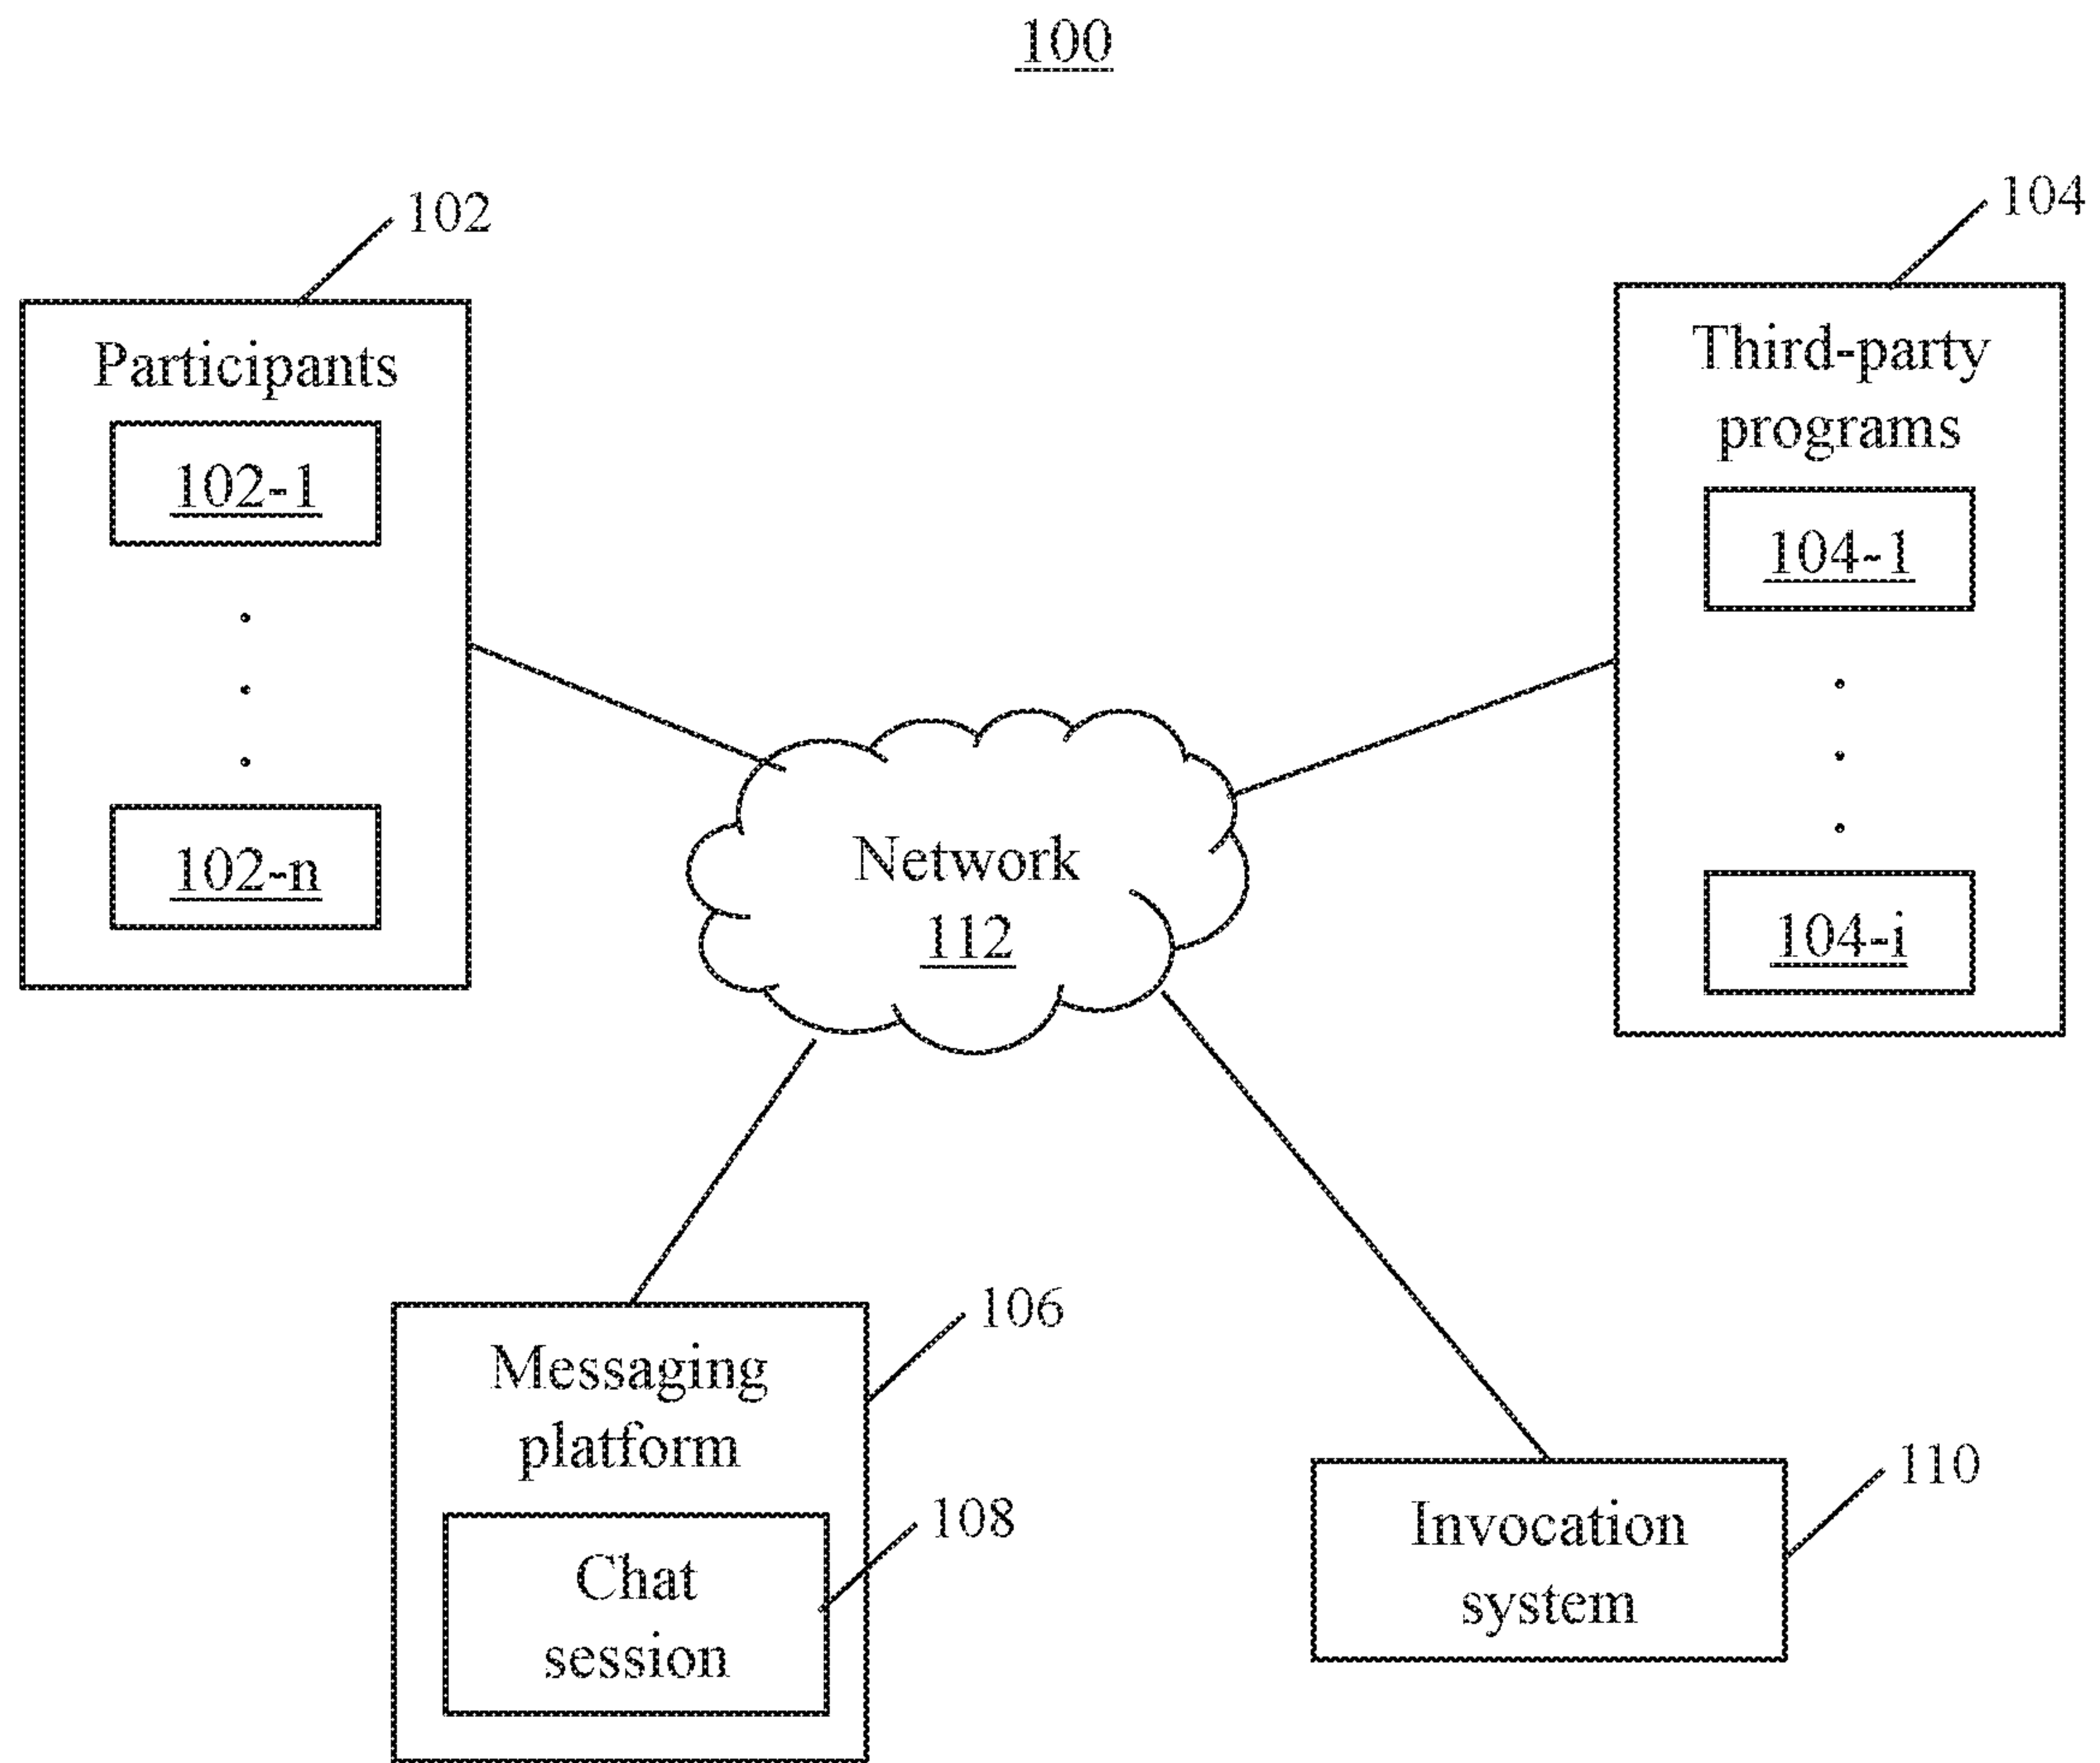 100
102
104
Participants
102-1
102-n
Third-party
programs
104-1
104-i
Network
112
106
Messaging
platform
108
Chat
session
110
Invocation
system